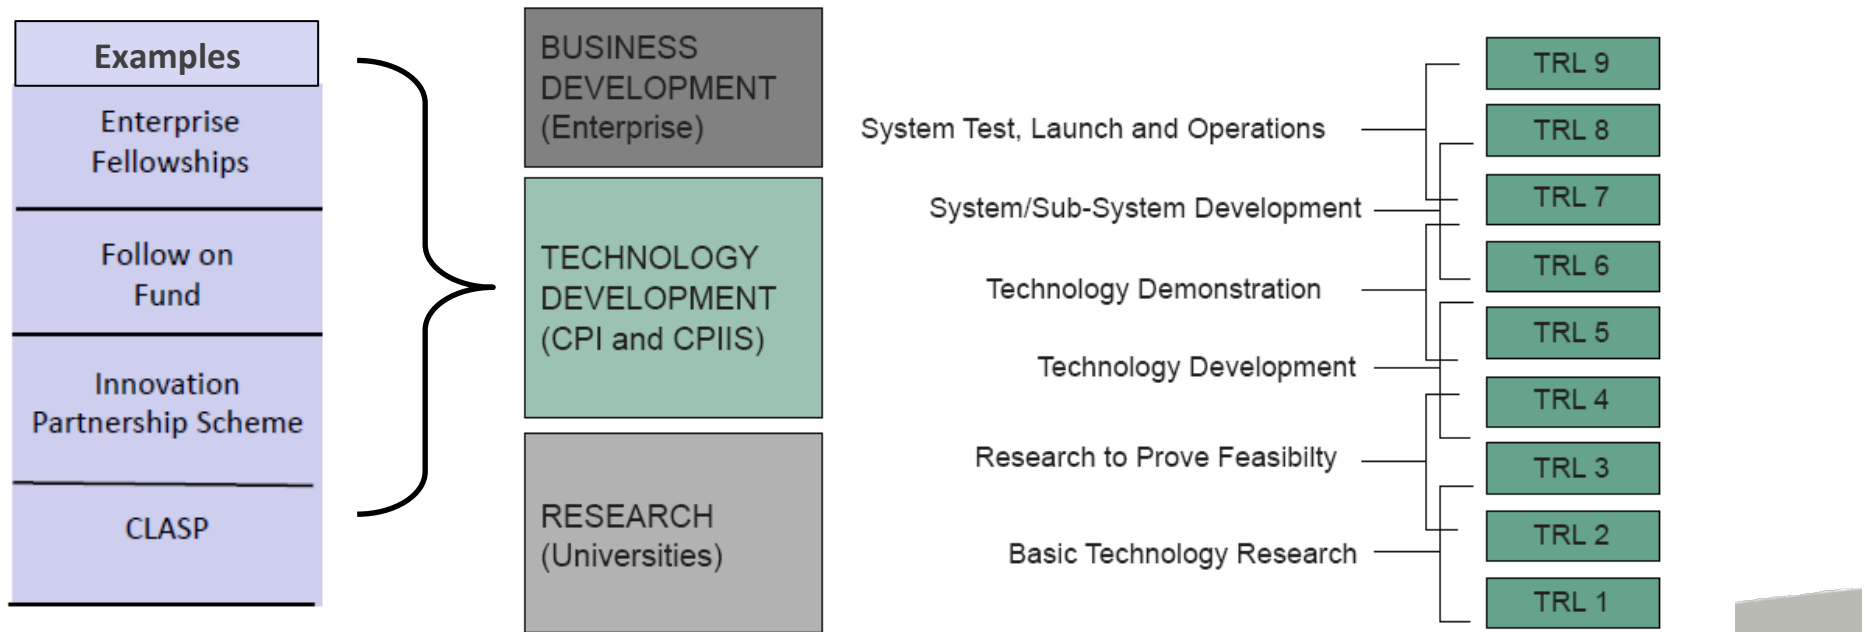 Examples
Enterprise
Fellowships
Follow on
Fund
Innovation
Partnership Scheme
CLASP
BUSINESS
DEVELOPMENT
(Enterprise)
TECHNOLOGY
DEVELOPMENT
(CPI and CPIIS)
RESEARCH
(Universities)
System Test, Launch and Operations
System/Sub-System Development
Technology Demonstration
Technology Development
Research to Prove Feasibilty
Basic Technology Research
TRL 9
TRL 8
TRL 7
TRL 6
TRL 5
TRL 4
TRL 3
TRL 2
TRL 1